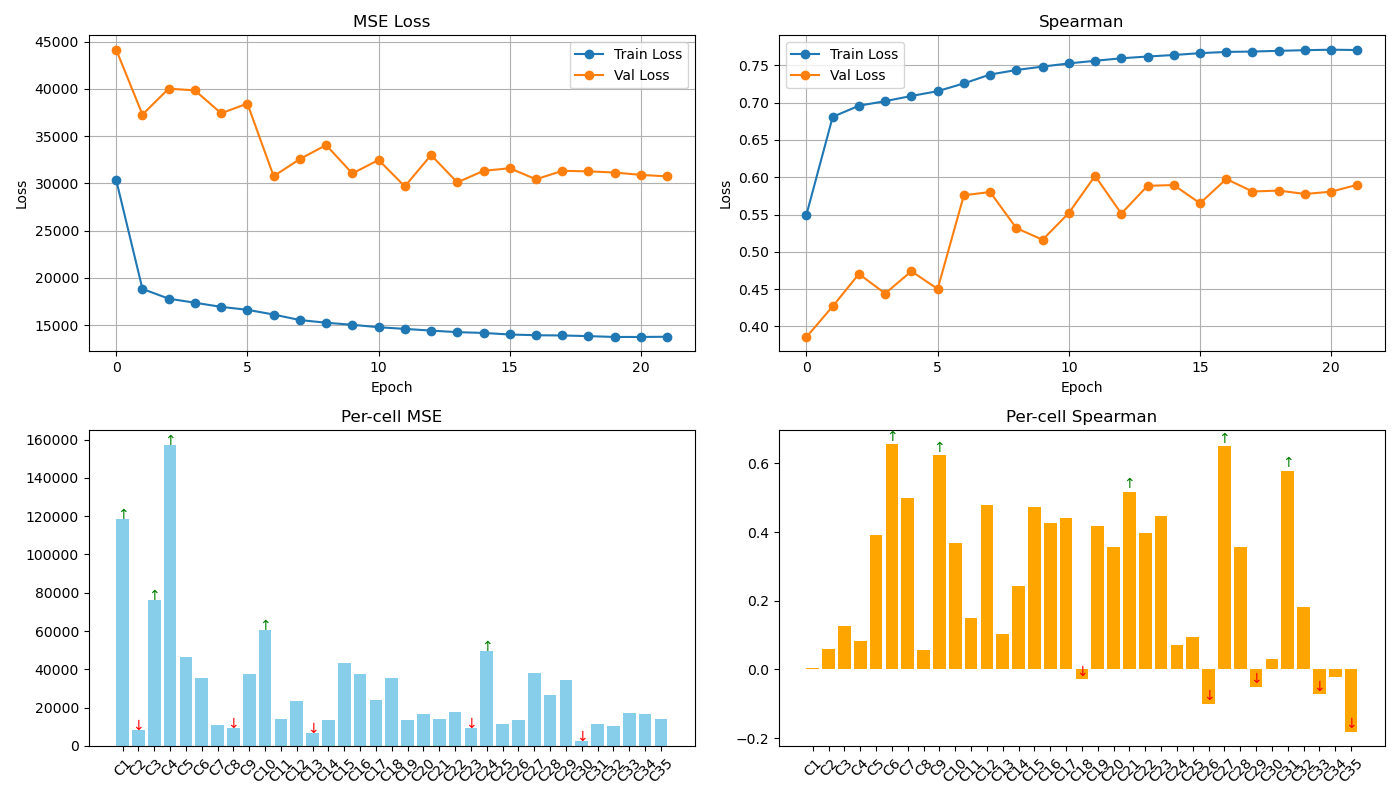 MSE Loss
45000
40000
35000
30000
25000
20000
15000
Loss
Train Loss
Val Loss
0
5
10
15
20
Epoch
Spearman
0.75
0.70
0.65
0.60
0.55
0.50
0.45
0.40
Loss
Train Loss
Val Loss
0
5
10
15
20
Epoch
Per-cell MSE
160000
140000
120000
100000
80000
60000
40000
20000
0
↑
↓
↑
↑
↓
↑
↓
↓
↑
↓
C1
C2
C3
C4
C5
C6
C7
C8
C9
C10
C11
C12
C13
C14
C15
C16
C17
C18
C19
C20
C21
C22
C23
C24
C25
C26
C27
C28
C29
C30
C31
C32
C33
C34
C35
Per-cell Spearman
0.6
0.4
0.2
0.0
−0.2
↑
↑
↓
↑
↓
↑
↓
↑
↓
↓
C1
C2
C3
C4
C5
C6
C7
C8
C9
C10
C11
C12
C13
C14
C15
C16
C17
C18
C19
C20
C21
C22
C23
C24
C25
C26
C27
C28
C29
C30
C31
C32
C33
C34
C35